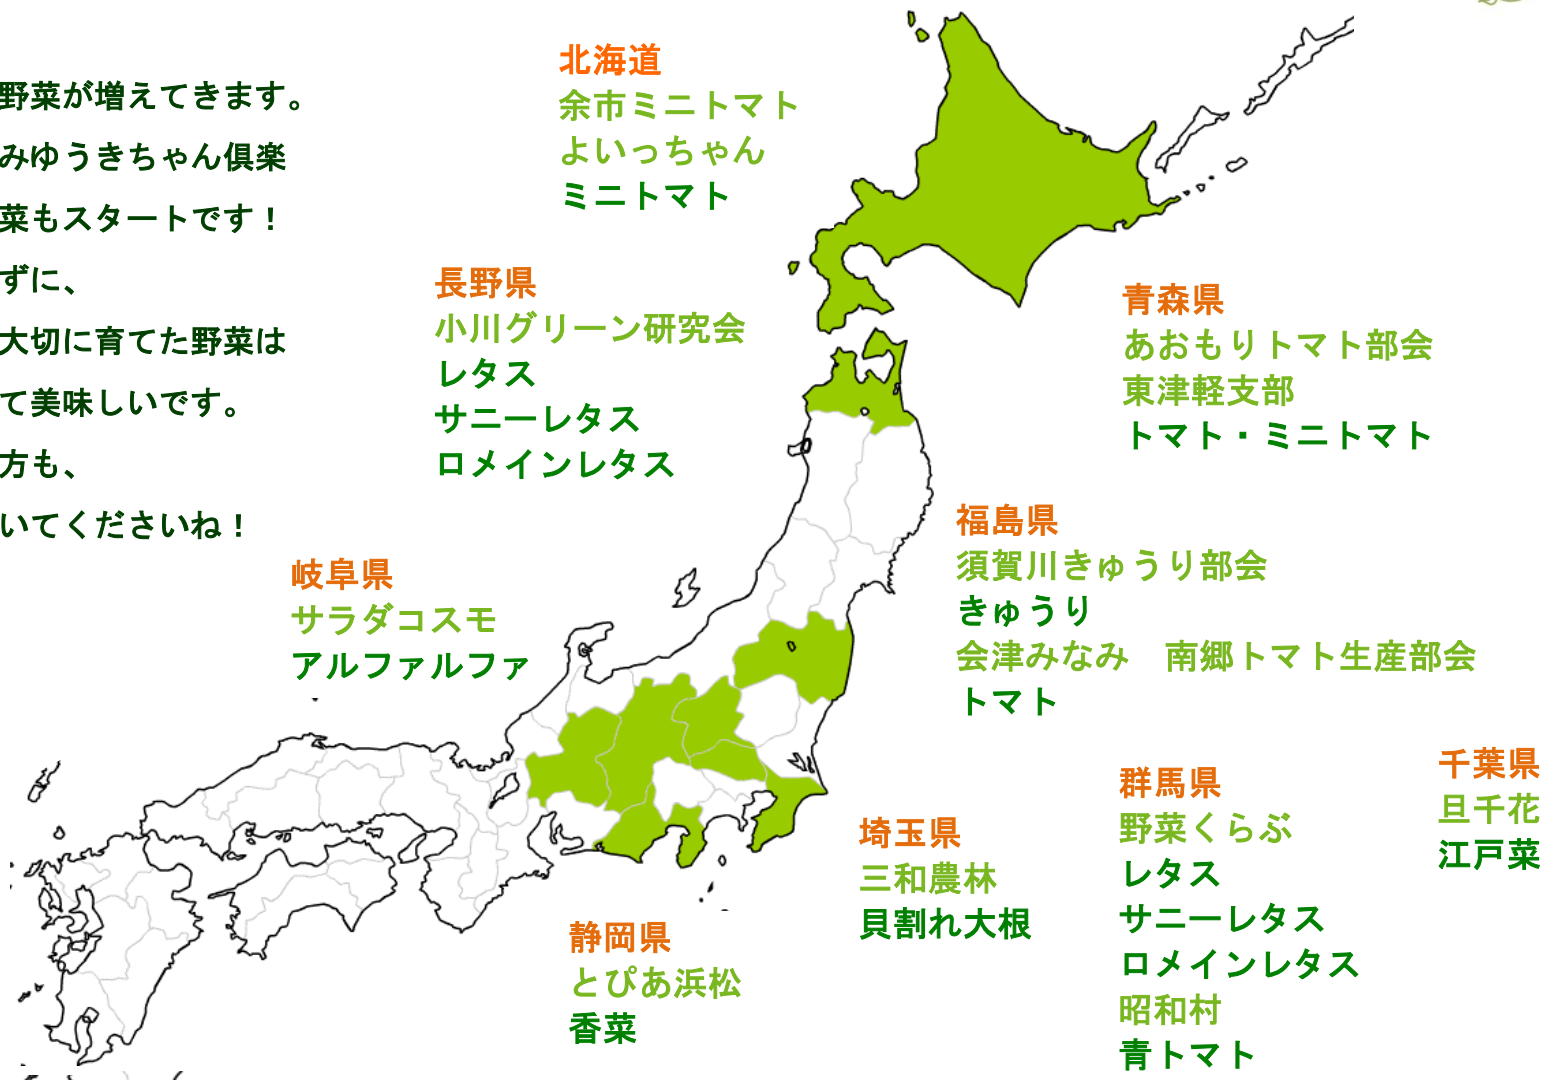 野菜が増えてきます。
みゆうきちゃん倶楽
菜もスタートです！
ずに、
大切に育てた野菜は
て美味しいです。
方も、
いてくださいね！
北海道
余市ミニトマト
よいっちゃん
ミニトマト
長野県
小川グリーン研究会
レタス
サニーレタス
ロメインレタス
青森県
あおもりトマト部会
東津軽支部
トマト・ミニトマト
福島県
須賀川きゅうり部会
きゅうり
会津みなみ　南郷トマト生産部会
トマト
岐阜県
サラダコスモ
アルファルファ
静岡県
とぴあ浜松
香菜
埼玉県
三和農林
貝割れ大根
群馬県
野菜くらぶ
レタス
サニーレタス
ロメインレタス
昭和村
青トマト
千葉県
旦千花
江戸菜